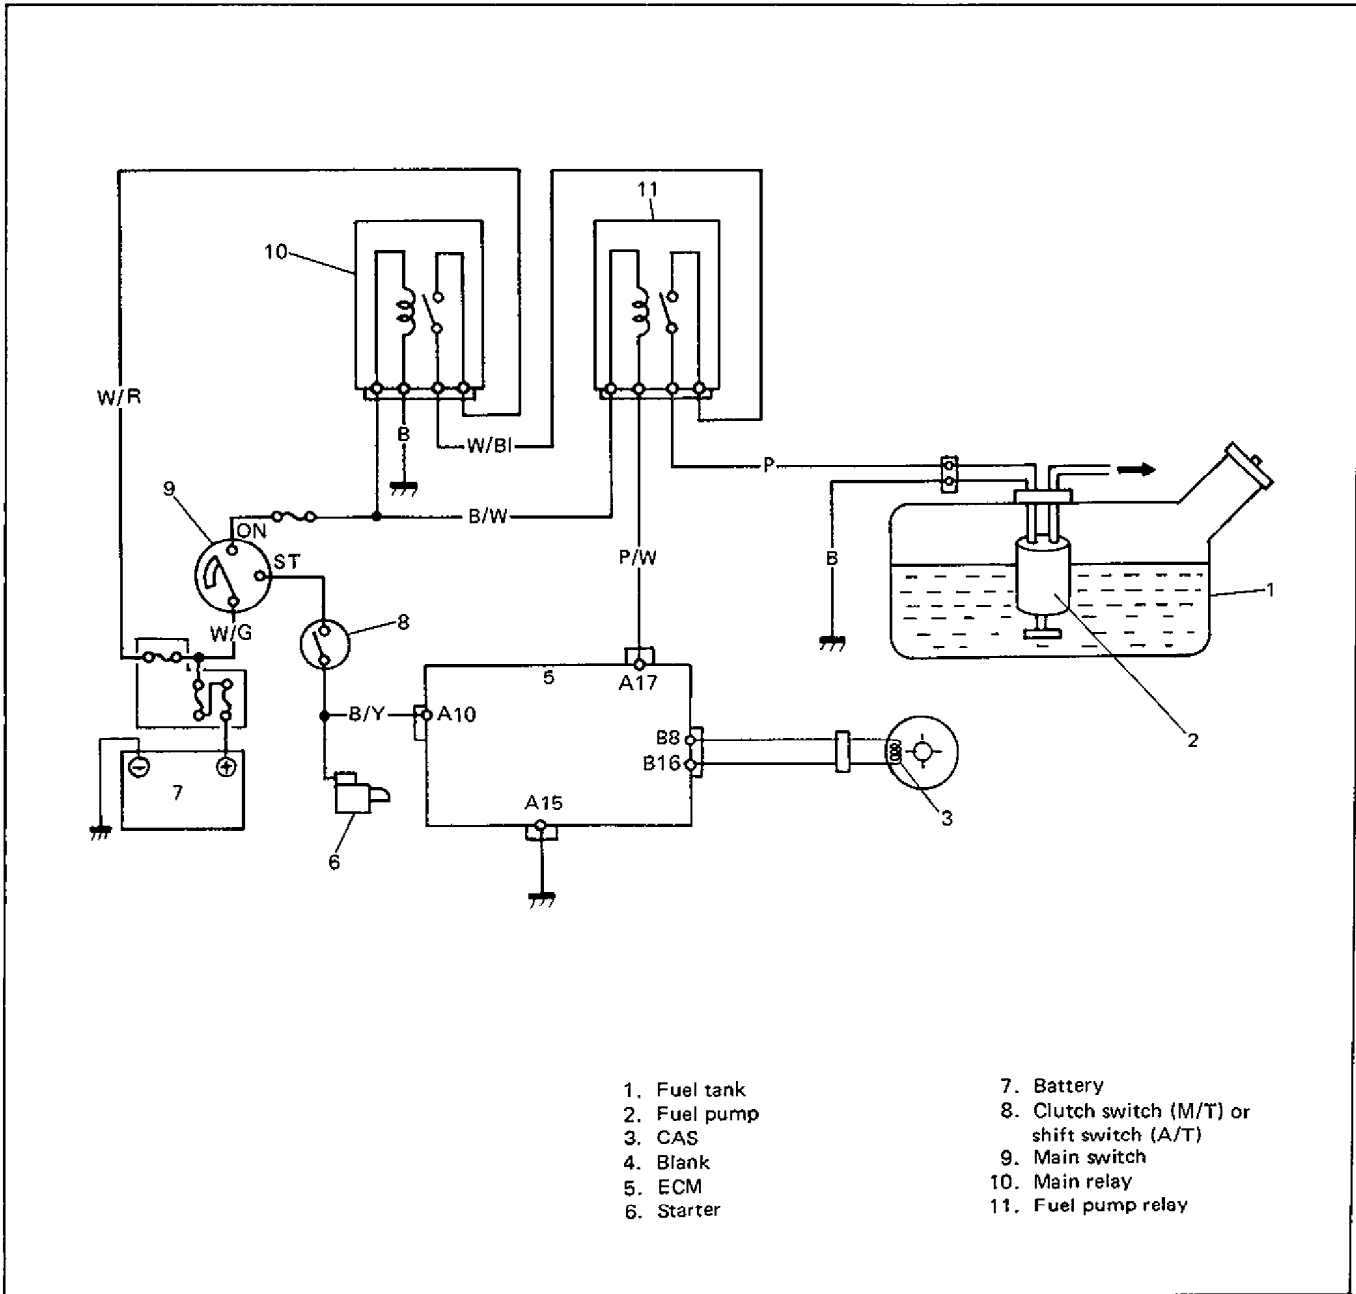 11
10
W/R
B
W/Bl
P
9
B/W
ON
ST
P/W
B
1
W/G
8
5
A17
B/Y
A10
B8
2
B16
− +
7
A15
3
6
1. Fuel tank
2. Fuel pump
3. CAS
4. Blank
5. ECM
6. Starter
7. Battery
8. Clutch switch (M/T) or
shift switch (A/T)
9. Main switch
10. Main relay
11. Fuel pump relay